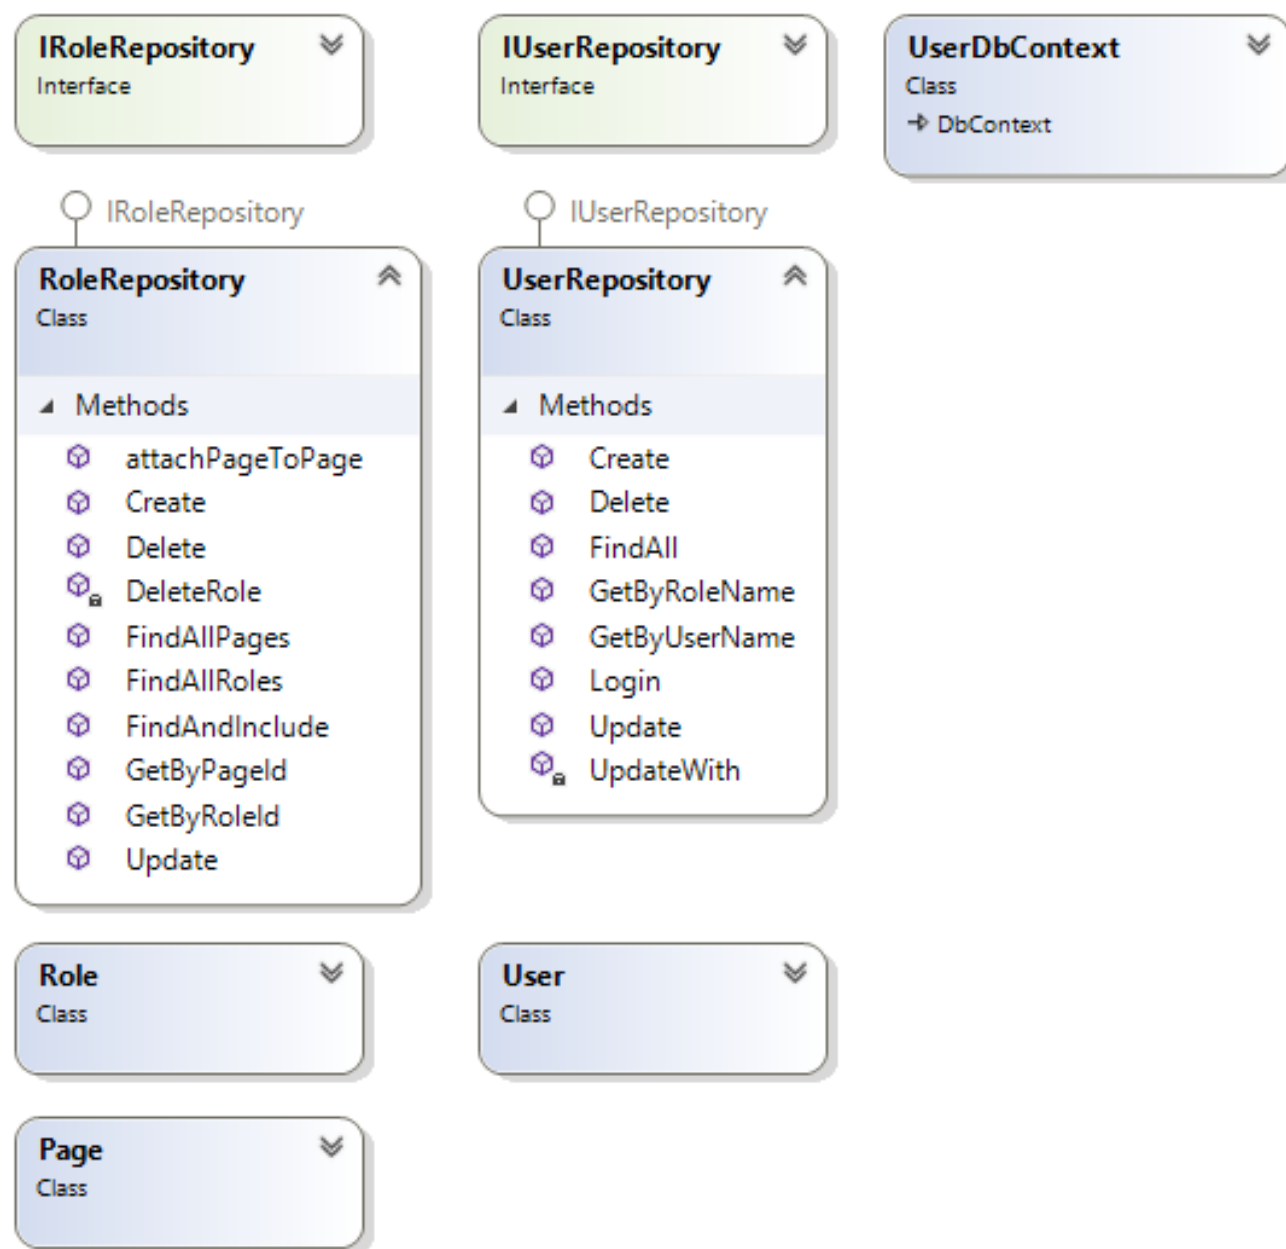 IRoleRepository
Interface
IUserRepository
Interface
UserDbContext
Class
DbContext
IRoleRepository
RoleRepository
Class
Methods
attachPageToPage
Create
Delete
DeleteRole
FindAllPages
FindAllRoles
FindAndInclude
GetByPageId
GetByRoleId
Update
IUserRepository
UserRepository
Class
Methods
Create
Delete
FindAll
GetByRoleName
GetByUserName
Login
Update
UpdateWith
Role
Class
User
Class
Page
Class